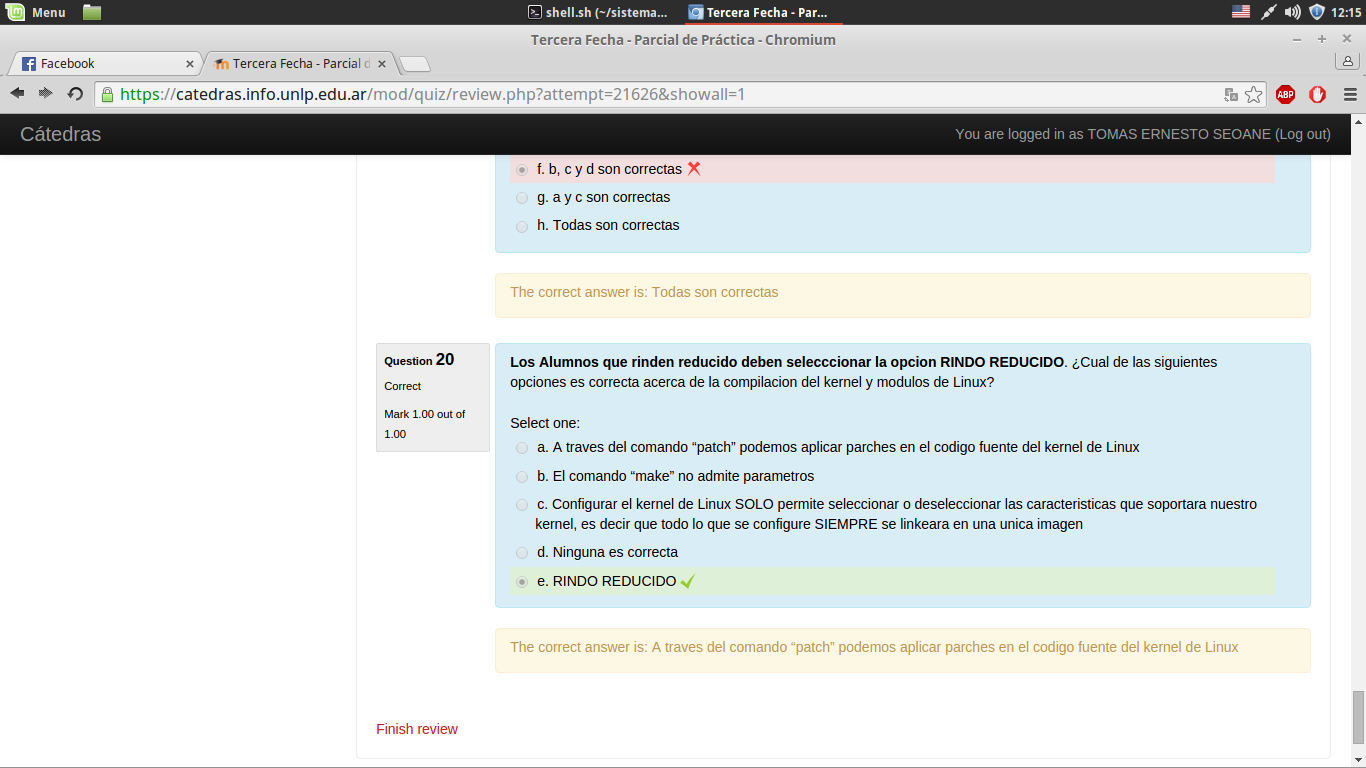 Menu
shell.sh (~/sistema...
Tercera Fecha - Par...
12:15
Tercera Fecha - Parcial de Práctica - Chromium
Facebook
Tercera Fecha - Parcial d
https://catedras.info.unlp.edu.ar/mod/quiz/review.php?attempt=21626&showall=1
ABP
Cátedras
You are logged in as TOMAS ERNESTO SEOANE (Log out)
f. b, c y d son correctas
g. a y c son correctas
h. Todas son correctas
The correct answer is: Todas son correctas
Question 20
Correct
Mark 1.00 out of
1.00
Los Alumnos que rinden reducido deben selecccionar la opcion RINDO REDUCIDO. ¿Cual de las siguientes
opciones es correcta acerca de la compilacion del kernel y modulos de Linux?
Select one:
a. A traves del comando “patch” podemos aplicar parches en el codigo fuente del kernel de Linux
b. El comando “make” no admite parametros
c. Configurar el kernel de Linux SOLO permite seleccionar o deseleccionar las caracteristicas que soportara nuestro
kernel, es decir que todo lo que se configure SIEMPRE se linkeara en una unica imagen
d. Ninguna es correcta
e. RINDO REDUCIDO
The correct answer is: A traves del comando “patch” podemos aplicar parches en el codigo fuente del kernel de Linux
Finish review